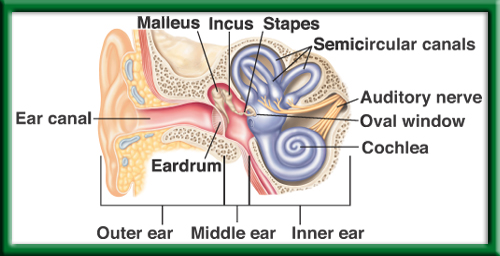 Malleus Incus Stapes
Semicircular canals
Auditory nerve
Ear canal
Oval window
Cochlea
Eardrum
Outer ear Middle ear Inner ear